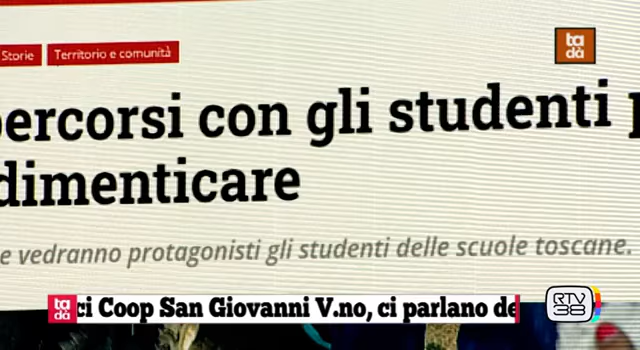 Storie Territorio e comunità
ta
dà
percorsi con gli studenti
dimenticare
e vedranno protagonisti gli studenti delle scuole toscane.
ta
dà
ci Coop San Giovanni V.no, ci parlano de
RTV
38